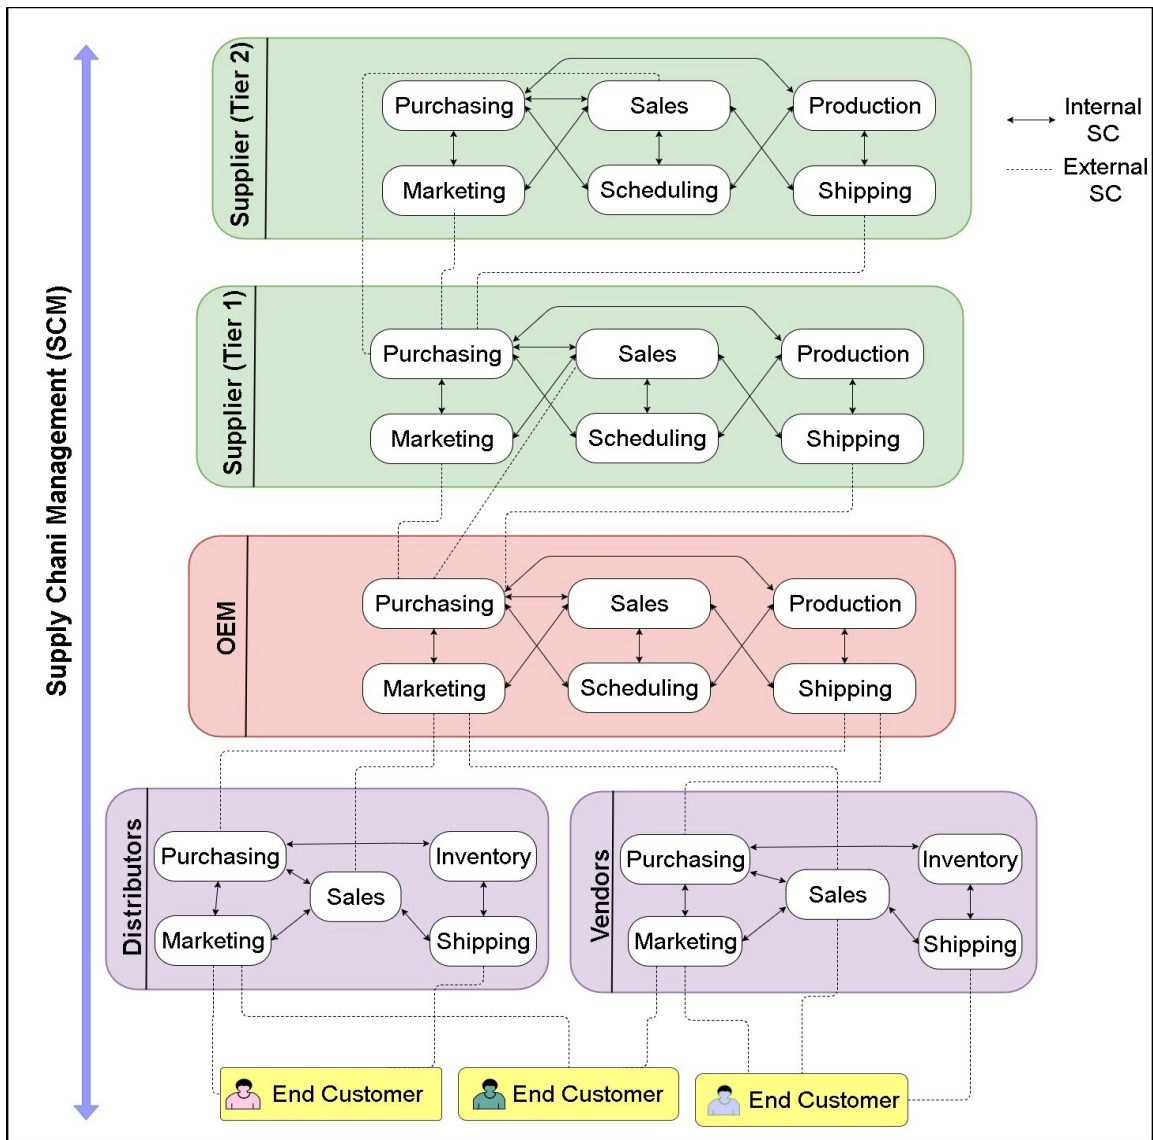 Supply Chani Management (SCM)
Supplier (Tier 2)
Purchasing
Sales
Production
Marketing
Scheduling
Shipping
Internal
SC
External
SC
Supplier (Tier 1)
Purchasing
Sales
Production
Marketing
Scheduling
Shipping
OEM
Purchasing
Sales
Production
Marketing
Scheduling
Shipping
Distributors
Purchasing
Inventory
Sales
Marketing
Shipping
Vendors
Purchasing
Inventory
Sales
Marketing
Shipping
End Customer
End Customer
End Customer